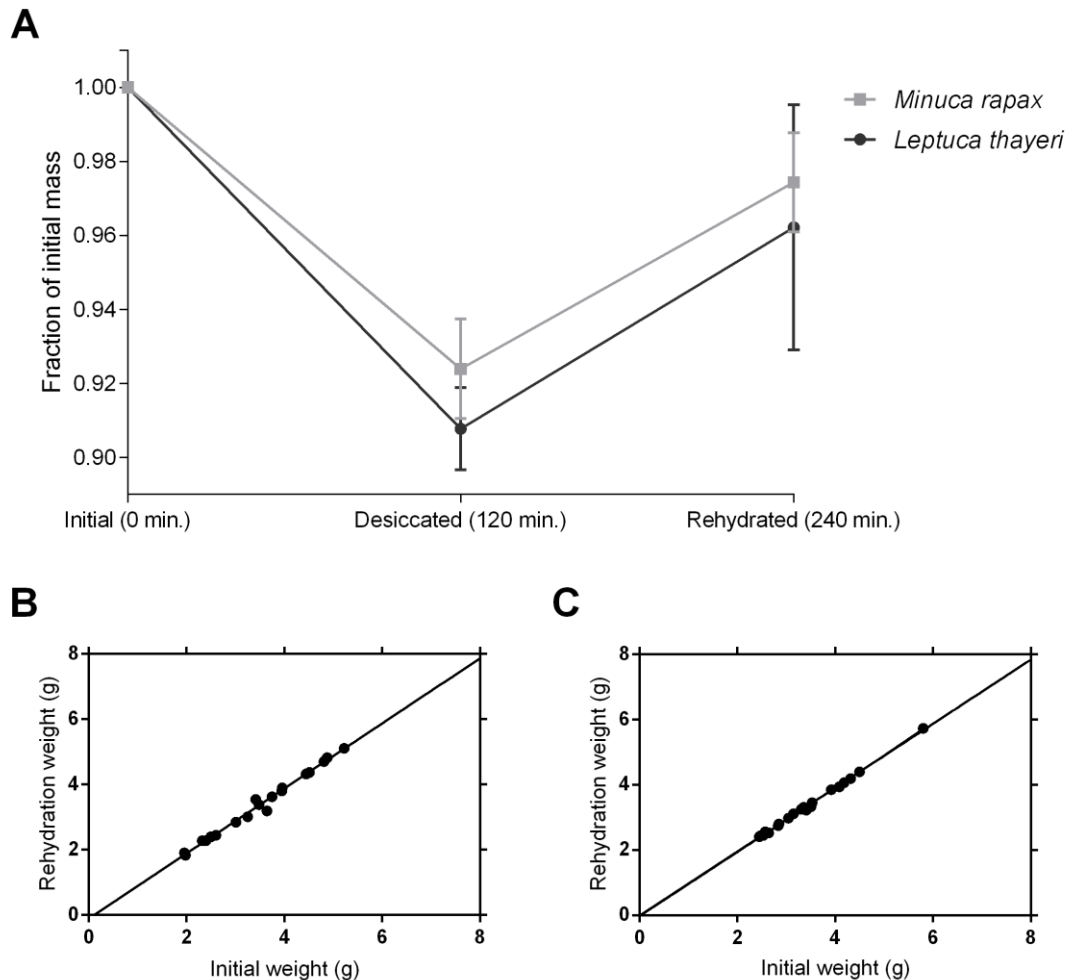 A
Fraction of initial mass
1.00
0.98
0.96
0.94
0.92
0.90
Initial (0 min.)
Desiccated (120 min.)
Rehydrated (240 min.)
Minuca rapax
Leptuca thayeri
B
Rehydration weight (g)
8
6
4
2
0
0
2
4
6
8
Initial weight (g)
C
Rehydration weight (g)
8
6
4
2
0
0
2
4
6
8
Initial weight (g)